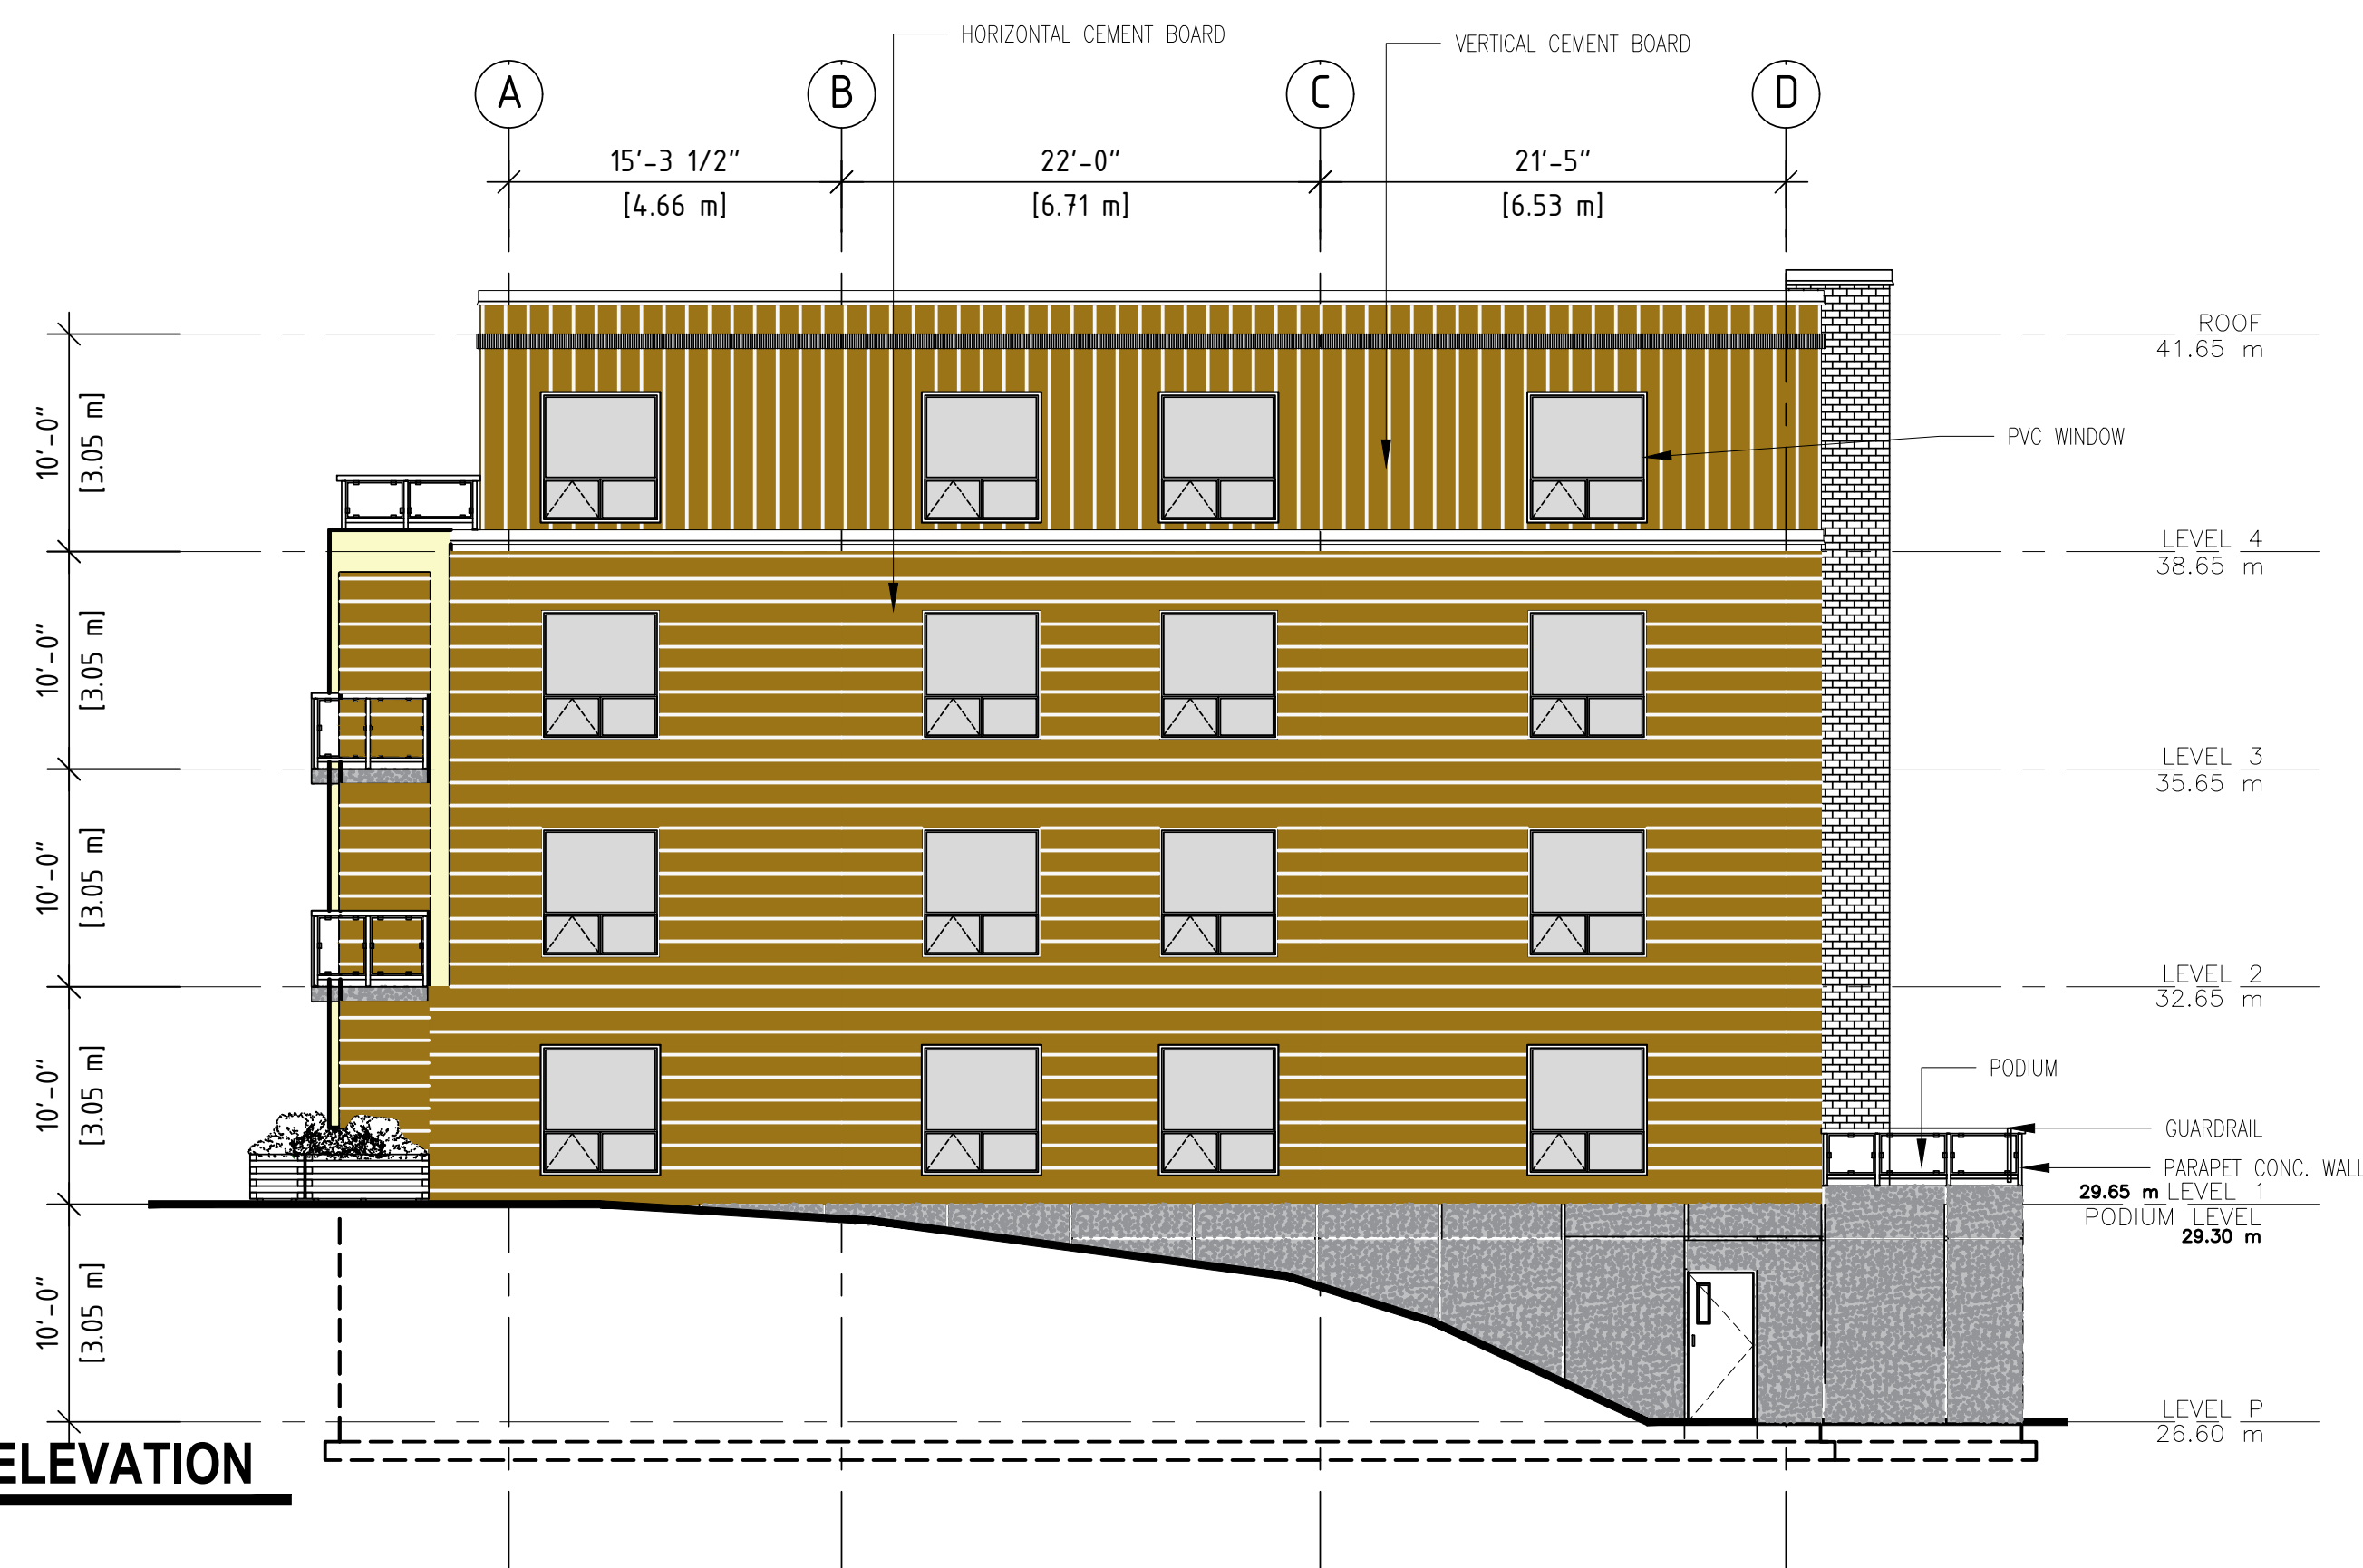 HORIZONTAL CEMENT BOARD
VERTICAL CEMENT BOARD
A
B
C
D
15'-3 1/2"
22'-0"
21'-5"
[4.66 m]
[6.71 m]
[6.53 m]
ROOF
41.65 m
10'-0"
[3.05 m]
PVC WINDOW
LEVEL 4
38.65 m
10'-0"
[3.05 m]
LEVEL 3
35.65 m
10'-0"
[3.05 m]
LEVEL 2
32.65 m
10'-0"
[3.05 m]
PODIUM
GUARDRAIL
PARAPET CONC. WALL
29.65 m LEVEL 1
PODIUM LEVEL
29.30 m
10'-0"
[3.05 m]
LEVEL P
26.60 m
ELEVATION